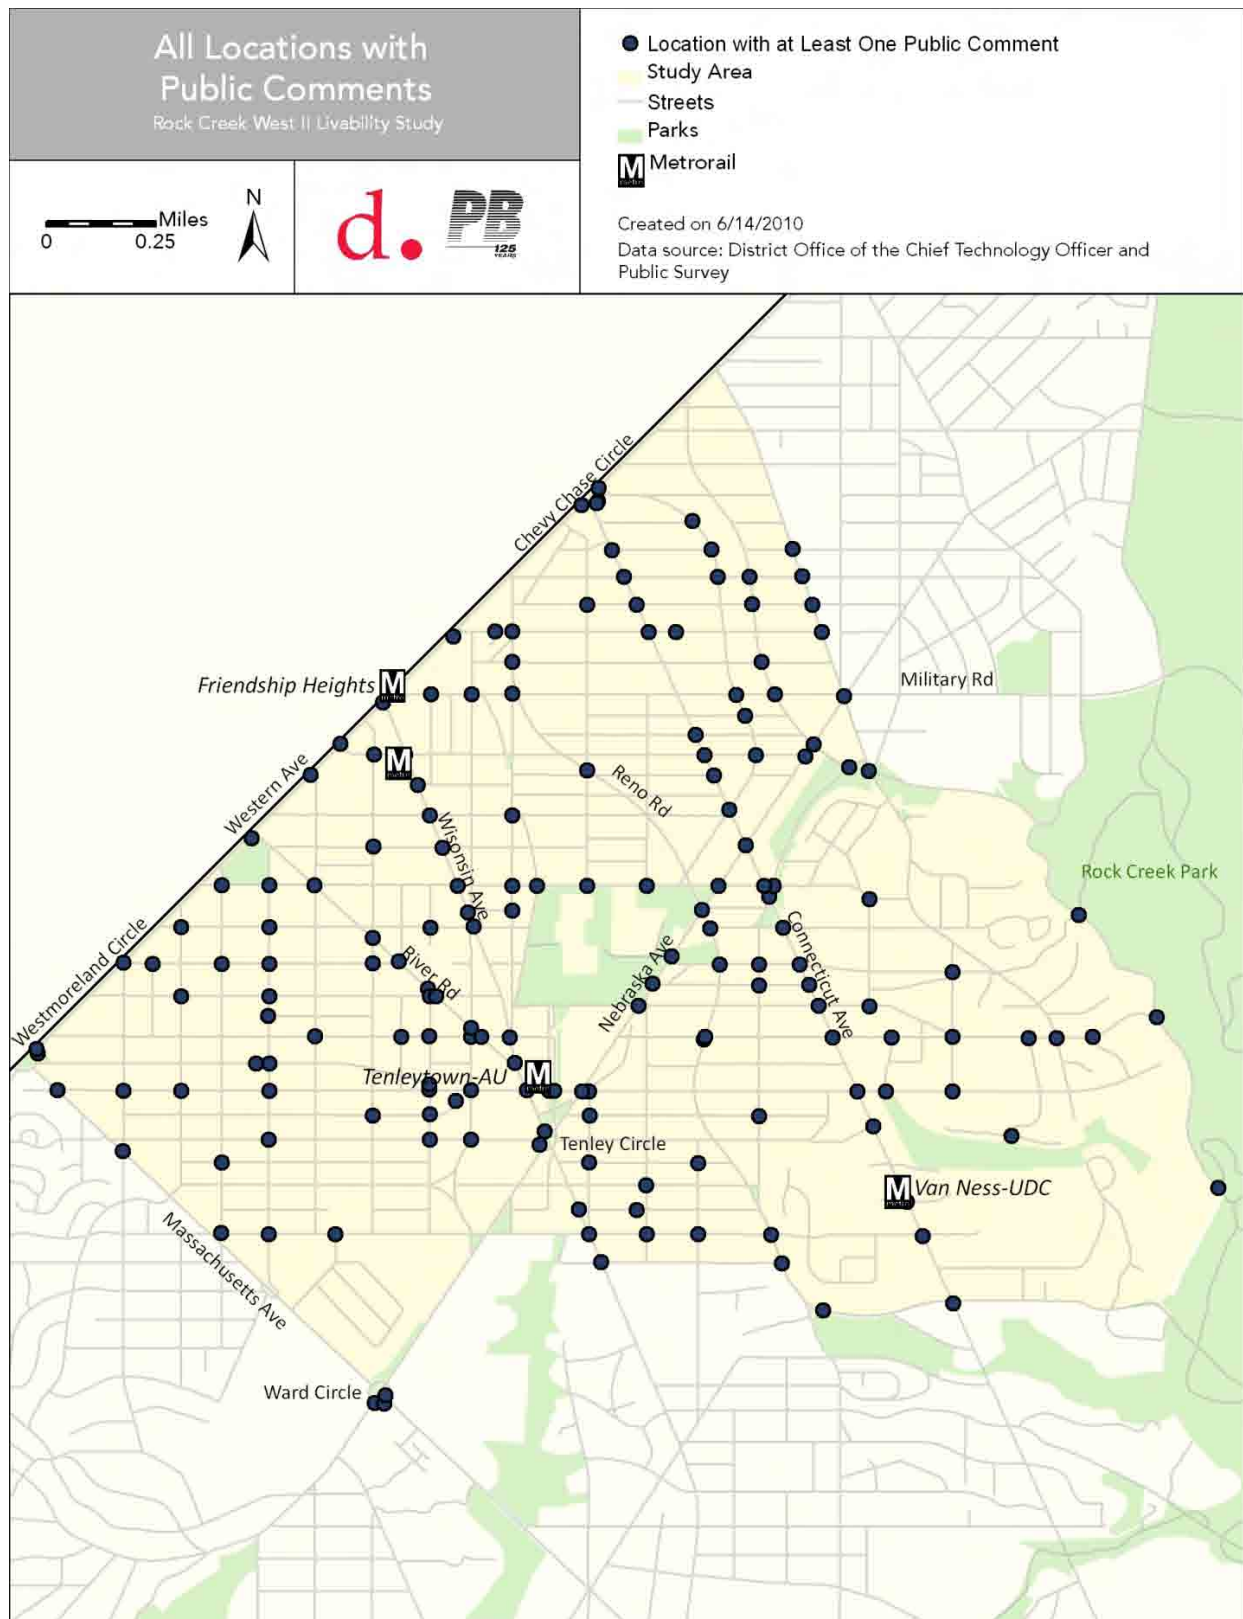 All Locations with
Public Comments
Rock Creek West II Livability Study
Miles
0
0.25
N
d.
PB
125
YEARS
Location with at Least One Public Comment
Study Area
Streets
Parks
M
Metrorail
Created on 6/14/2010
Data source: District Office of the Chief Technology Officer and
Public Survey
Chevy Chase Circle
Friendship Heights
M
Military Rd
M
Western Ave
Reno Rd
Wisonsin Ave
Rock Creek Park
Westmoreland Circle
River Rd
Nebraska Ave
Connecticut Ave
Tenleytown-AU
M
Tenley Circle
M
Van Ness-UDC
Massachusetts Ave
Ward Circle